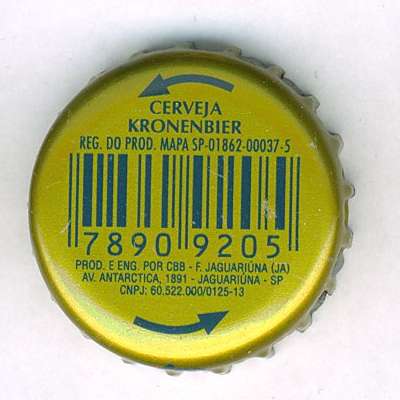 CERVEJA
KRONENBIER
REG. DO PROD. MAPA SP-01862-00037-5
7890 9205
PROD. E ENG. POR CBB - F. JAGUARIÚNA (JA)
AV. ANTARCTICA, 1891 - JAGUARIÚNA - SP
CNPJ: 60.522.000/0125-13